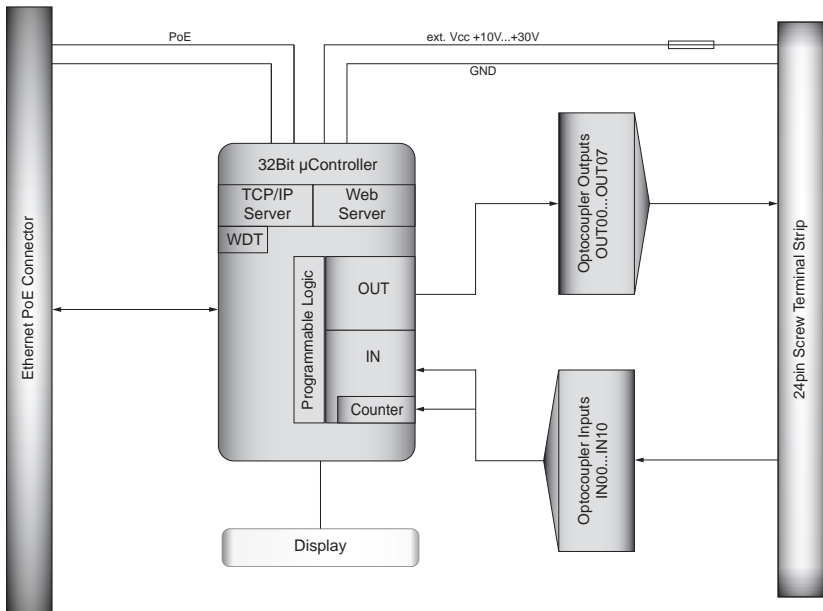 PoE
ext. Vcc +10V...+30V
GND
Ethernet PoE Connector
32Bit µController
TCP/IP
Server
Web
Server
WDT
Programmable Logic
OUT
IN
Counter
Optocoupler Outputs
OUT00...OUT07
Optocoupler Inputs
IN00...IN10
24pin Screw Terminal Strip
Display